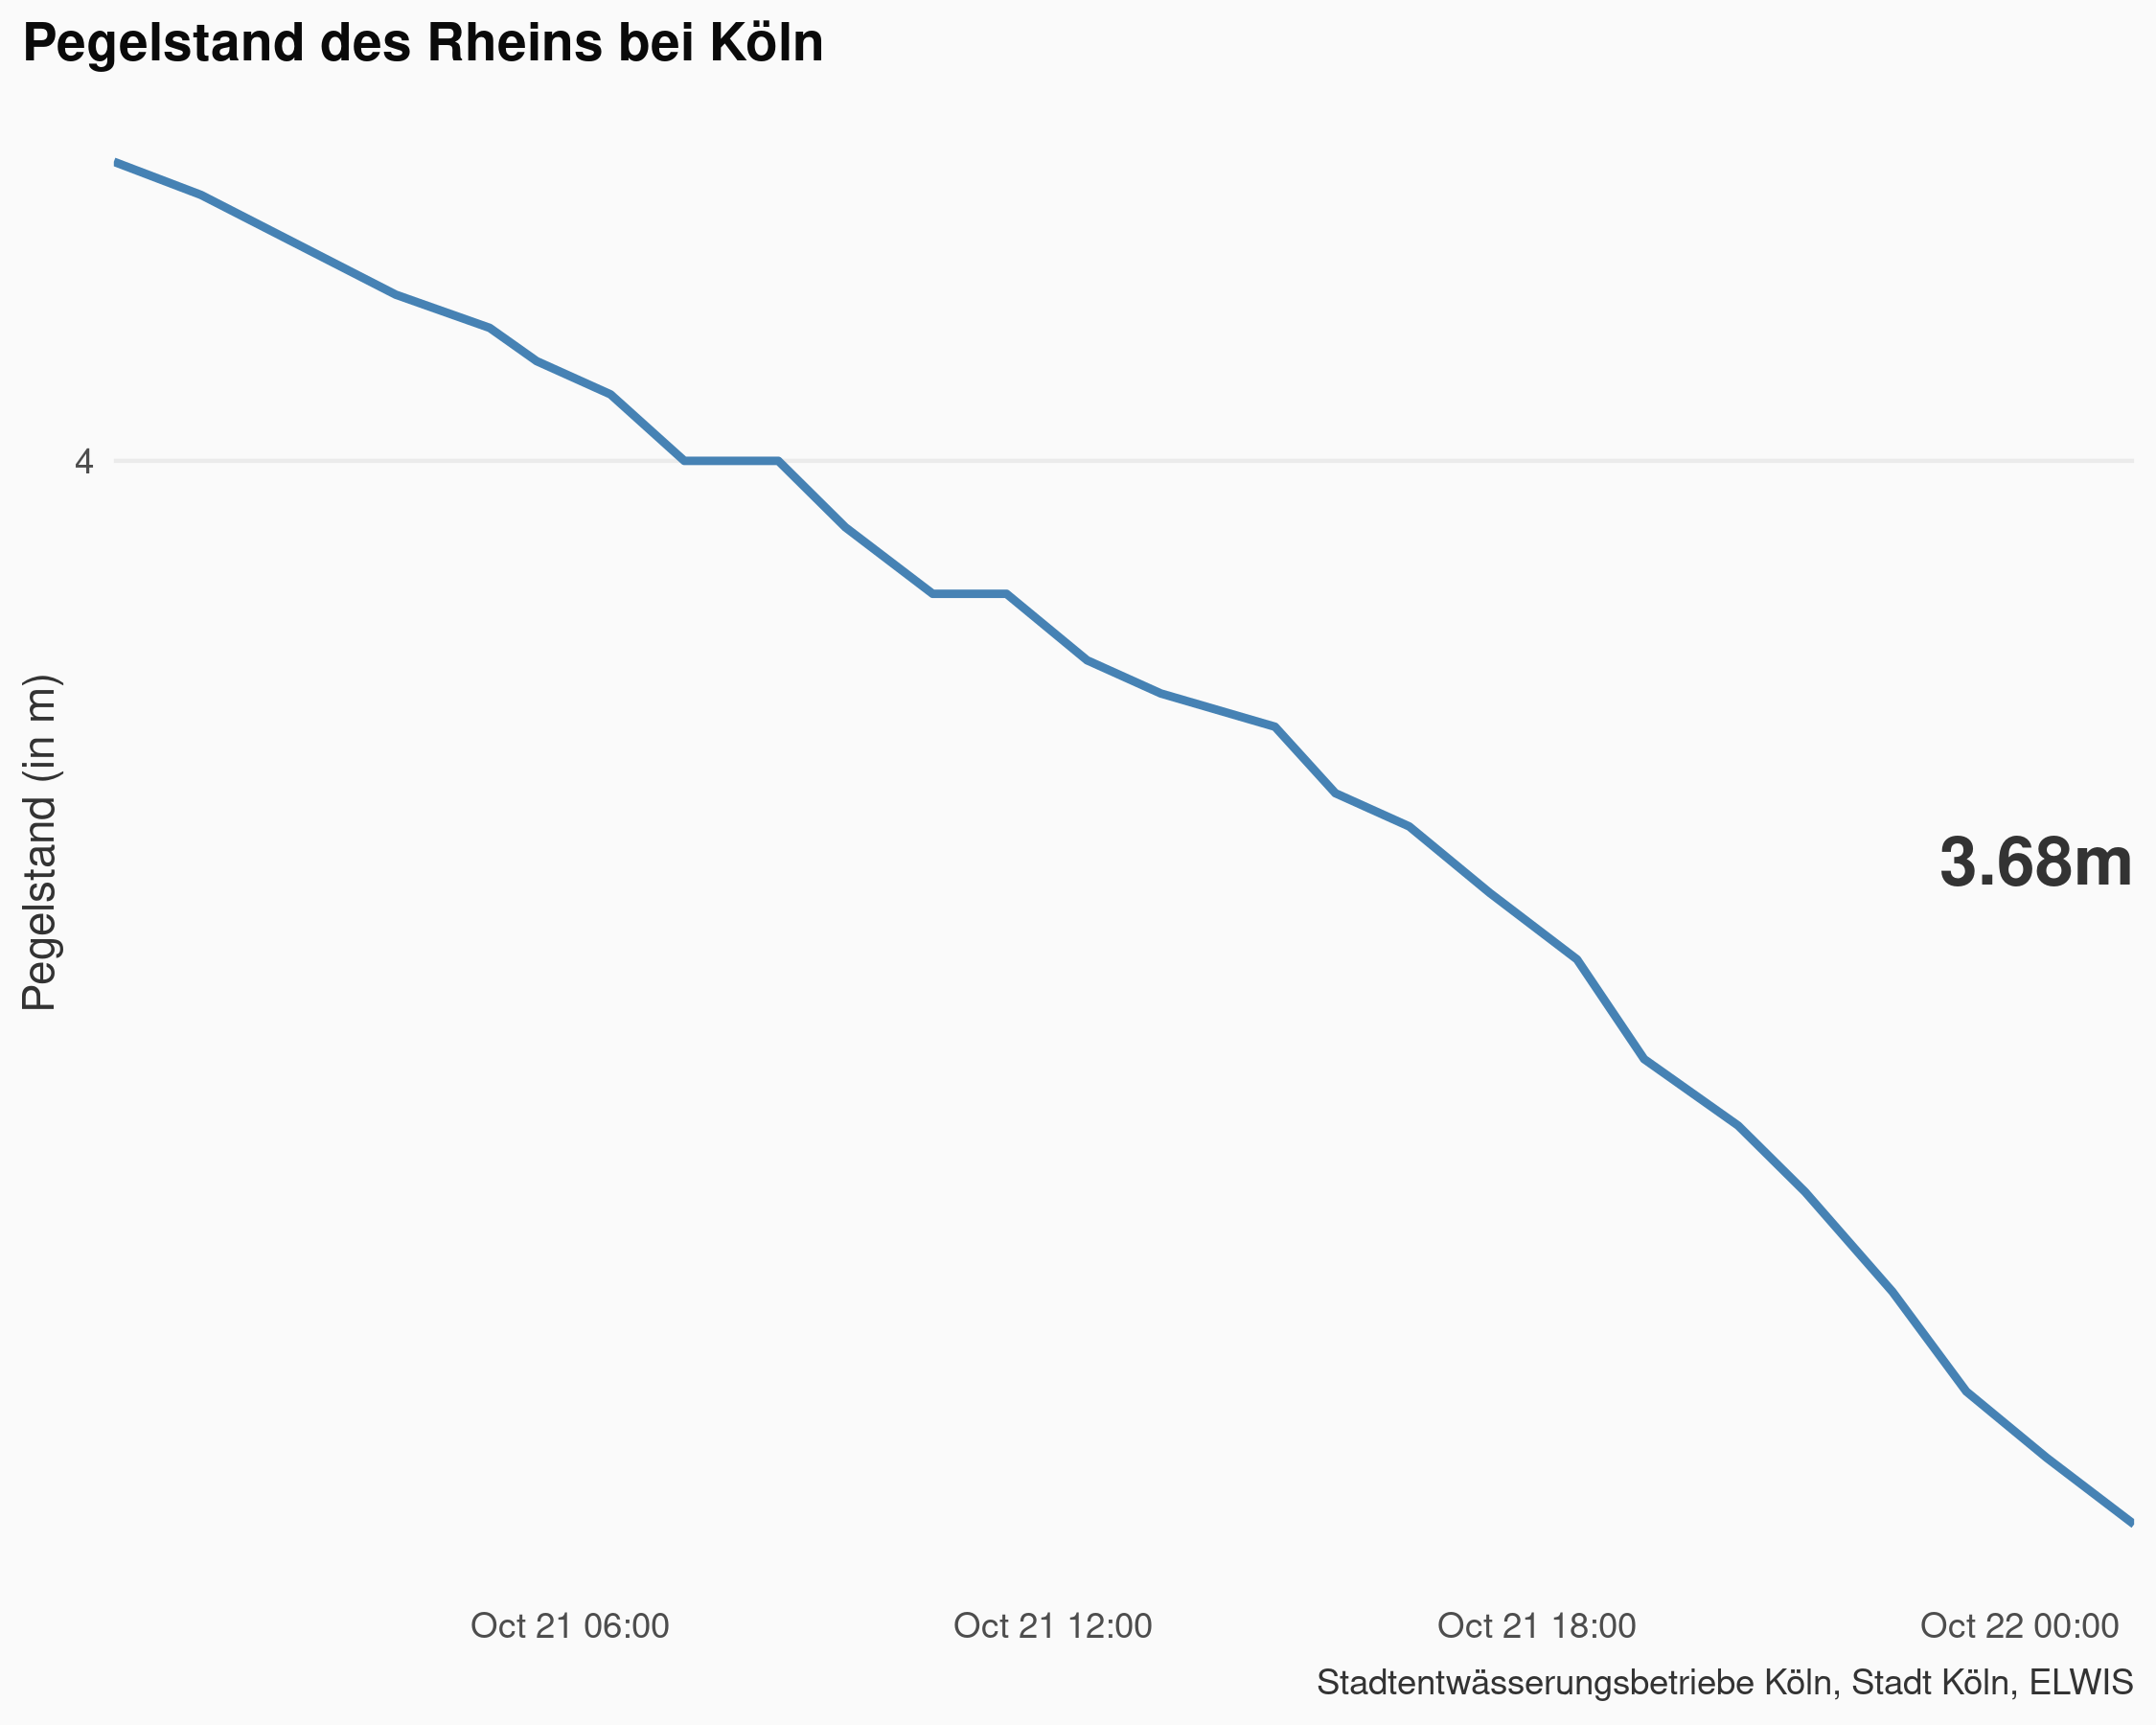 Pegelstand des Rheins bei Köln
4
Pegelstand (in m)
3.68m
Oct 21 06:00 Oct 21 12:00 Oct 21 18:00 Oct 22 00:00
Stadtentwässerungsbetriebe Köln, Stadt Köln, ELWIS